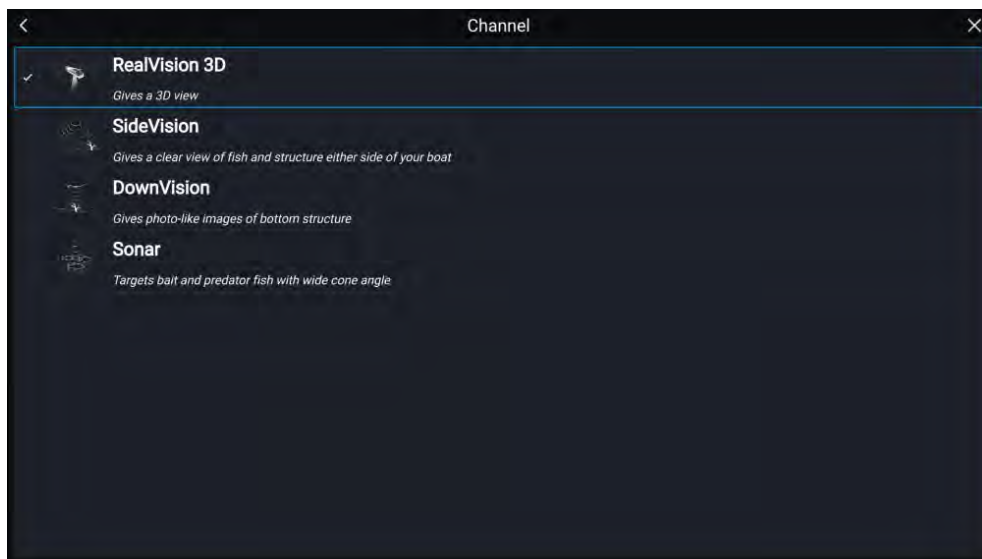 Channel
RealVision 3D
Gives a 3D view
SideVision
Gives a clear view of fish and structure either side of your boat
DownVision
Gives photo-like images of bottom structure
Sonar
Targets bait and predator fish with wide cone angle